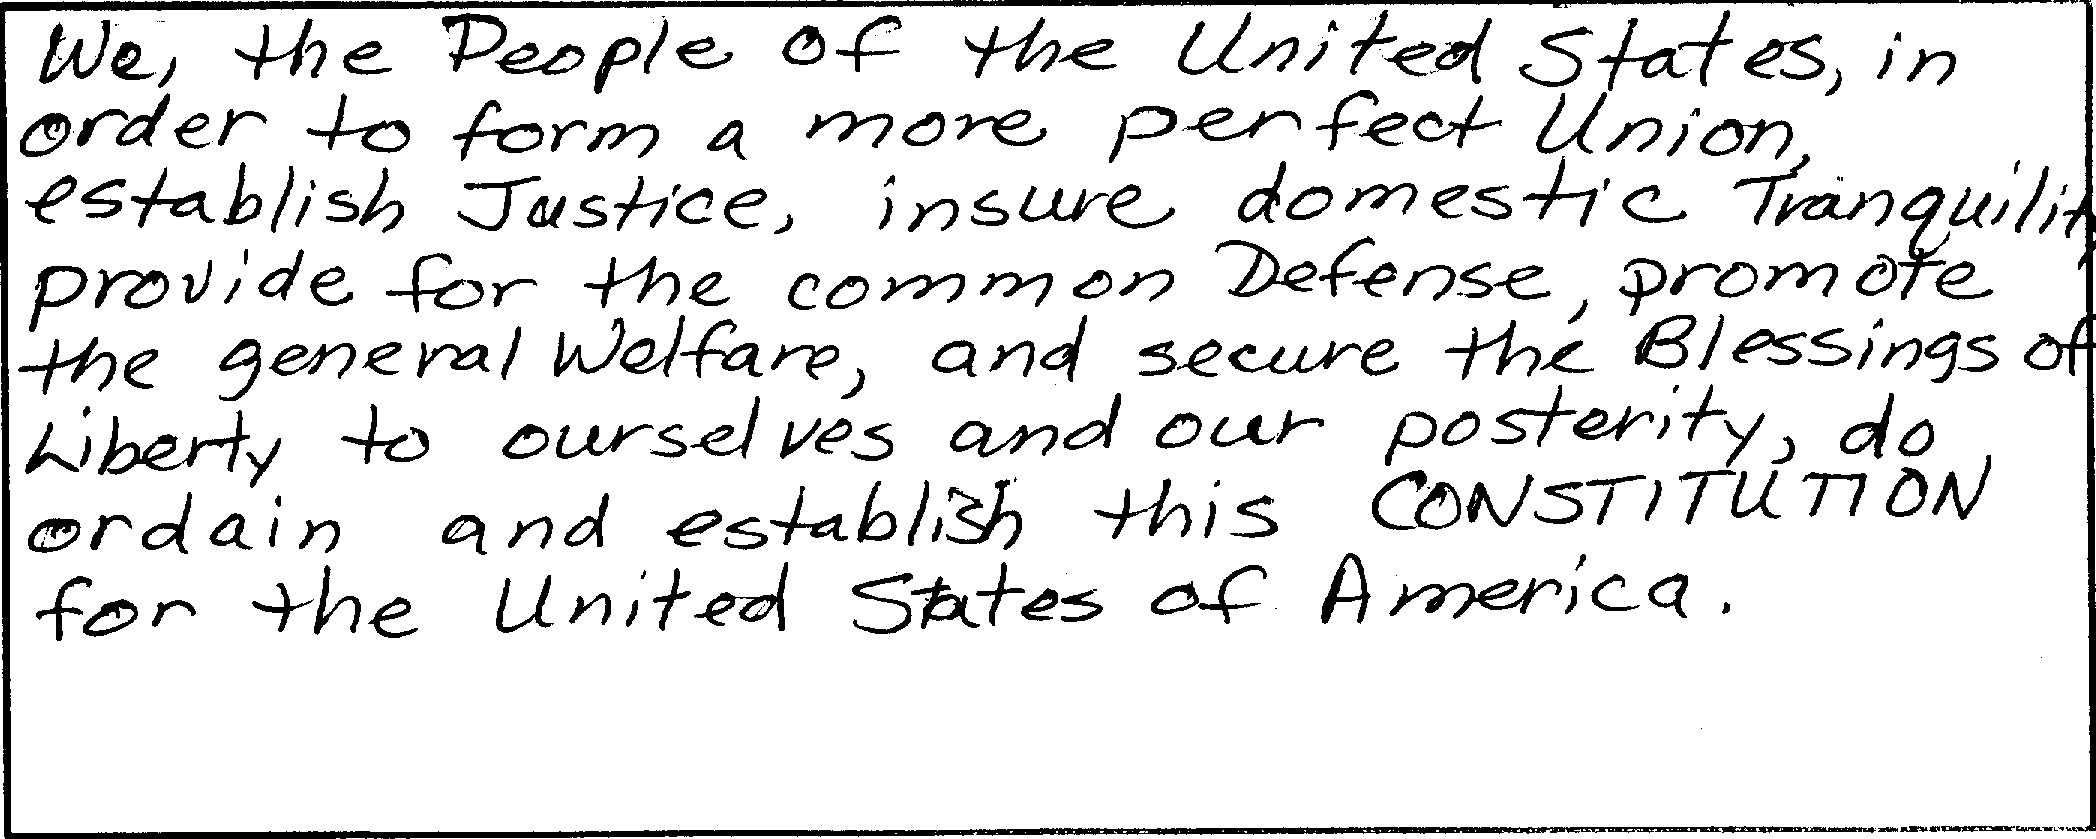 We, the People of the United States, in
order to form a more perfect Union,
establish Justice, insure domestic Tranquility,
provide for the common Defense, promote
the general Welfare, and secure the Blessings of
Liberty to ourselves and our posterity, do
ordain and establish this CONSTITUTION
for the United States of America.